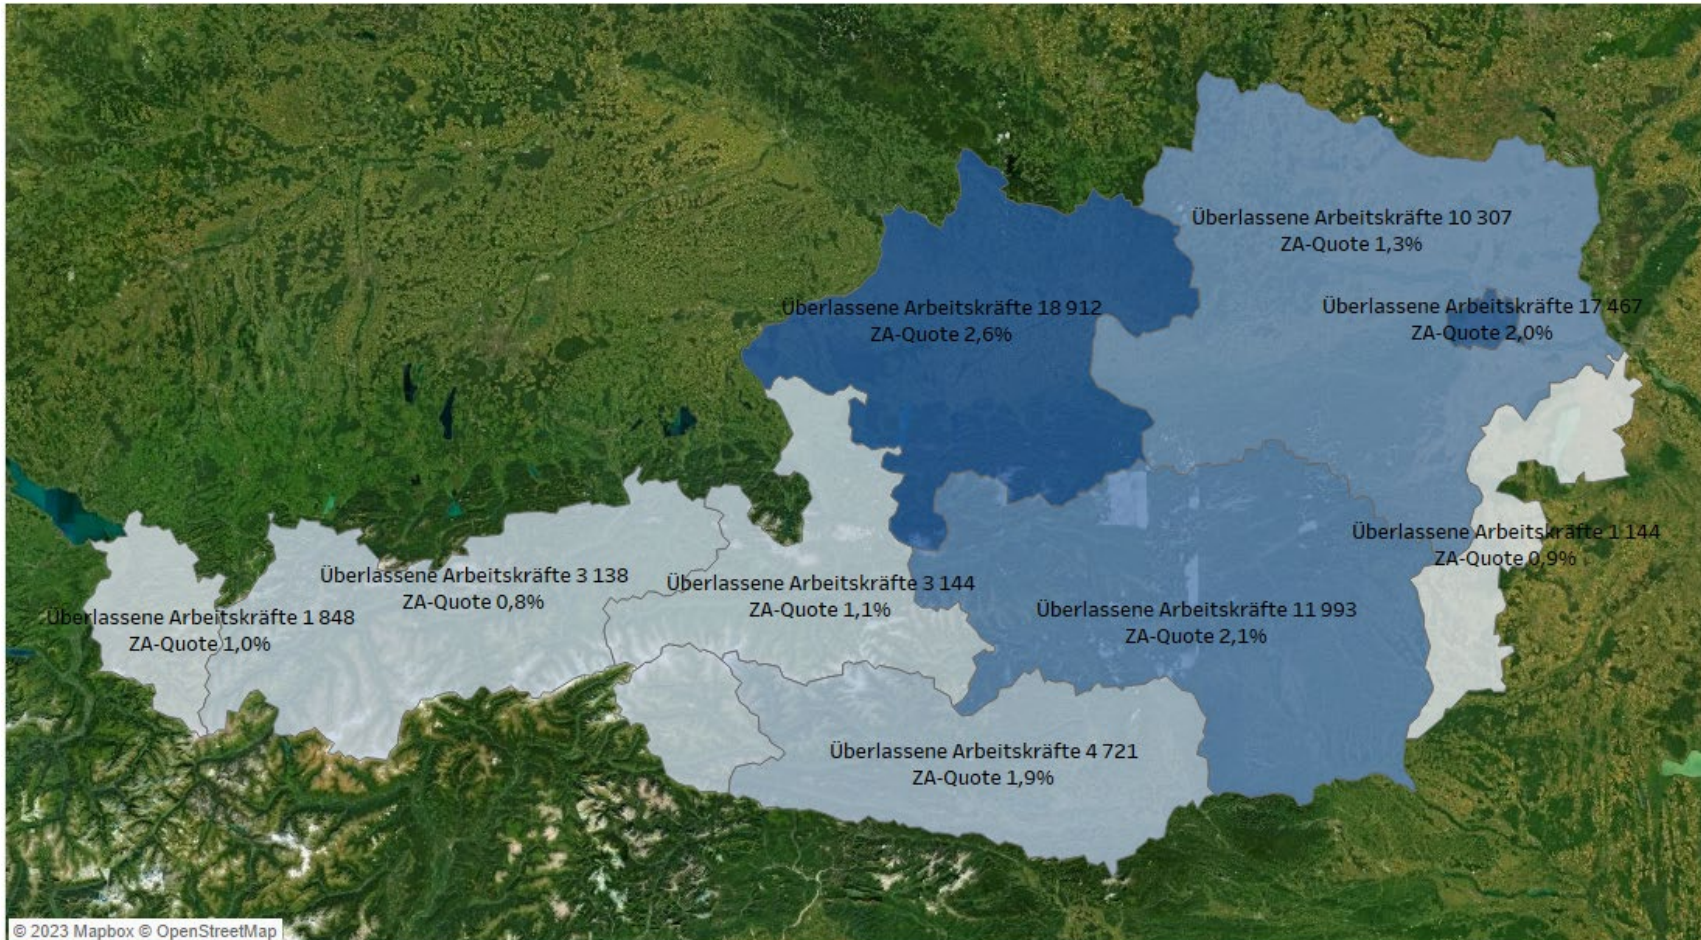 Überlassene Arbeitskräfte 10 307
ZA-Quote 1,3%
Überlassene Arbeitskräfte 18 912
ZA-Quote 2,6%
Überlassene Arbeitskräfte 17 467
ZA-Quote 2,0%
Überlassene Arbeitskräfte 1 144
ZA-Quote 0,9%
Überlassene Arbeitskräfte 3 138
ZA-Quote 0,8%
Überlassene Arbeitskräfte 3 144
ZA-Quote 1,1%
Überlassene Arbeitskräfte 11 993
ZA-Quote 2,1%
Überlassene Arbeitskräfte 1 848
ZA-Quote 1,0%
Überlassene Arbeitskräfte 4 721
ZA-Quote 1,9%
© 2023 Mapbox © OpenStreetMap